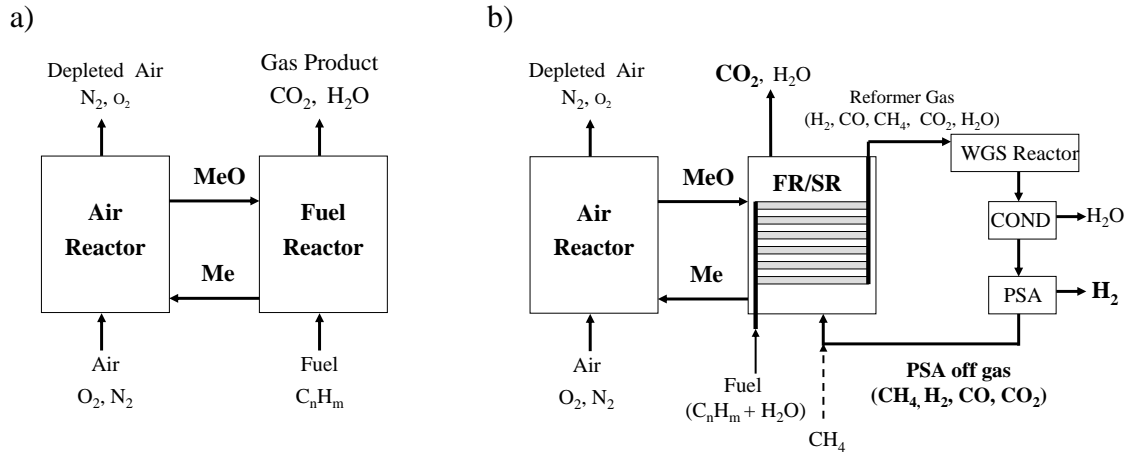 a)
Depleted Air
N₂, O₂
Gas Product
CO₂, H₂O
MeO
Air
Reactor
Fuel
Reactor
Me
Air
O₂, N₂
Fuel
CₙHₘ
b)
Depleted Air
N₂, O₂
CO₂, H₂O
Reformer Gas
(H₂, CO, CH₄, CO₂, H₂O)
WGS Reactor
MeO
FR/SR
Air
Reactor
COND
H₂O
Me
PSA
H₂
Air
O₂, N₂
Fuel
(CₙHₘ + H₂O)
CH₄
PSA off gas
(CH₄, H₂, CO, CO₂)